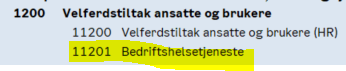 1200 Velferdstiltak ansatte og brukere
11200 Velferdstiltak ansatte og brukere (HR)
11201 Bedriftshelsetjeneste